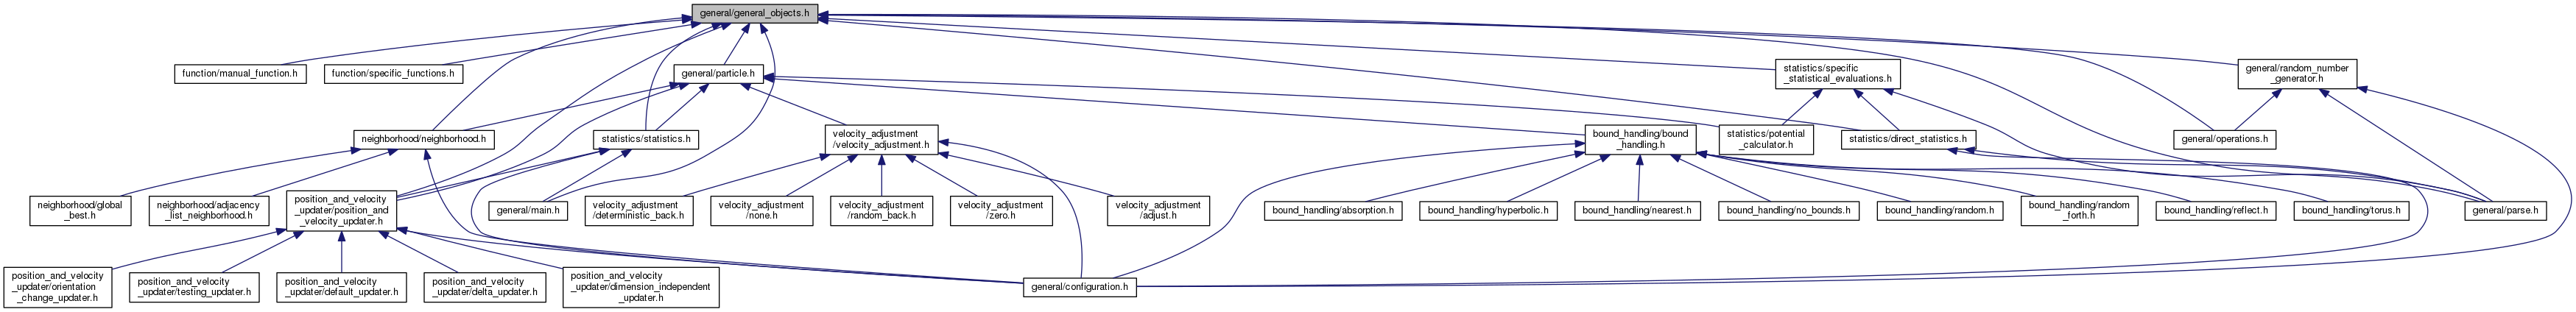 general/general_objects.h
function/manual_function.h
function/specific_functions.h
general/particle.h
statistics/specific
_statistical_evaluations.h
general/random_number
_generator.h
neighborhood/neighborhood.h
statistics/statistics.h
velocity_adjustment
/velocity_adjustment.h
bound_handling/bound
_handling.h
statistics/potential
_calculator.h
statistics/direct_statistics.h
general/operations.h
neighborhood/global
_best.h
neighborhood/adjacency
_list_neighborhood.h
position_and_velocity
_updater/position_and
_velocity_updater.h
general/main.h
velocity_adjustment
/deterministic_back.h
velocity_adjustment
/none.h
velocity_adjustment
/random_back.h
velocity_adjustment
/zero.h
velocity_adjustment
/adjust.h
bound_handling/absorption.h
bound_handling/hyperbolic.h
bound_handling/nearest.h
bound_handling/no_bounds.h
bound_handling/random.h
bound_handling/random
_forth.h
bound_handling/reflect.h
bound_handling/torus.h
general/parse.h
position_and_velocity
_updater/orientation
_change_updater.h
position_and_velocity
_updater/testing_updater.h
position_and_velocity
_updater/default_updater.h
position_and_velocity
_updater/delta_updater.h
position_and_velocity
_updater/dimension_independent
_updater.h
general/configuration.h